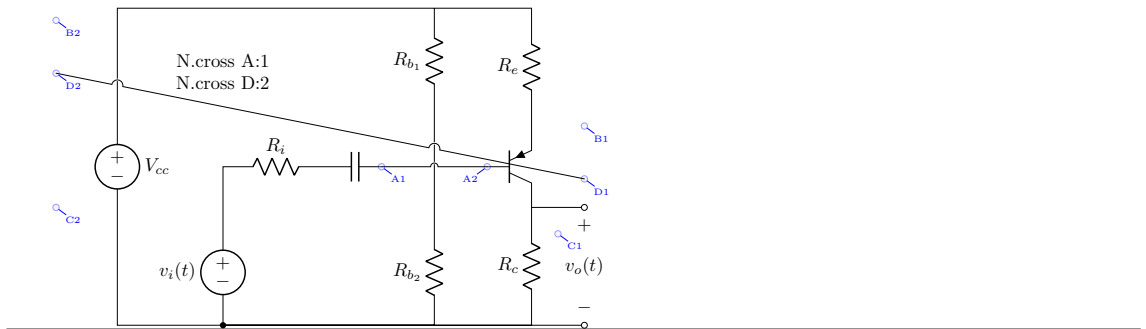 B2
N.cross A:1
N.cross D:2
D2
R_{b_1}
R_e
B1
R_i
+
−
V_{cc}
A1
A2
D1
C2
+
C1
v_i(t)
+
−
R_{b_2}
R_c
v_o(t)
−